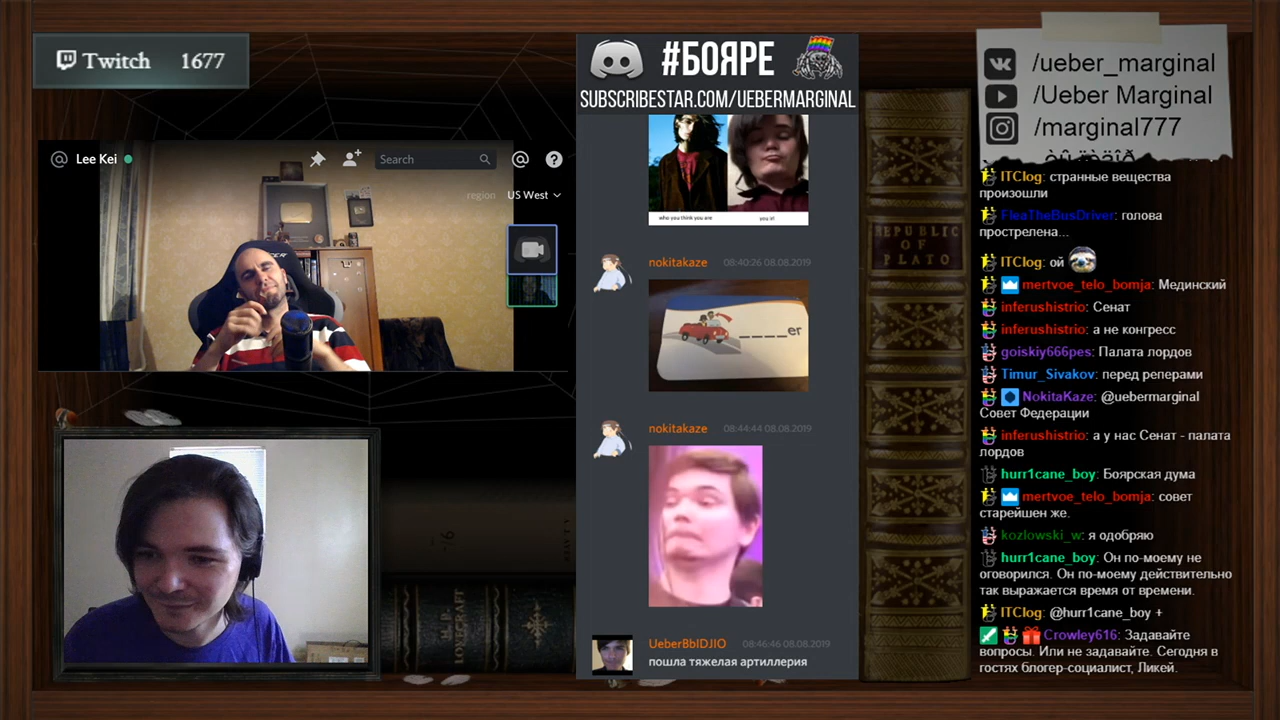 Twitch 1677
#БОЯРЕ
SUBSCRIBESTAR.COM/UEBERMARGINAL
/ueber_marginal
/Ueber Marginal
/marginal777
@ Lee Kei
Search
@ ?
region US West
who you think you are you irl
nokitakaze 08:40:26 08.08.2019
____er
nokitakaze 08:44:44 08.08.2019
UeberBbIDJIO 08:46:46 08.08.2019
пошла тяжелая артиллерия
REPUBLIC
OF
PLATO
H.P.
LOVECRAFT
ITClog: странные вещества
произошли
FleaTheBusDriver: голова
прострелена...
ITClog: ой
mertvoe_telo_bomja: Мединский
inferushistrio: Сенат
inferushistrio: а не конгресс
goiskiy666pes: Палата лордов
Timur_Sivakov: перед реперами
NokitaKaze: @uebermarginal
Совет Федерации
inferushistrio: а у нас Сенат - палата
лордов
hurr1cane_boy: Боярская дума
mertvoe_telo_bomja: совет
старейшен же.
kozlowski_w: я одобряю
hurr1cane_boy: Он по-моему не
оговорился. Он по-моему действительно
так выражается время от времени.
ITClog: @hurr1cane_boy +
Crowley616: Задавайте
вопросы. Или не задавайте. Сегодня в
гостях блогер-социалист, Ликей.